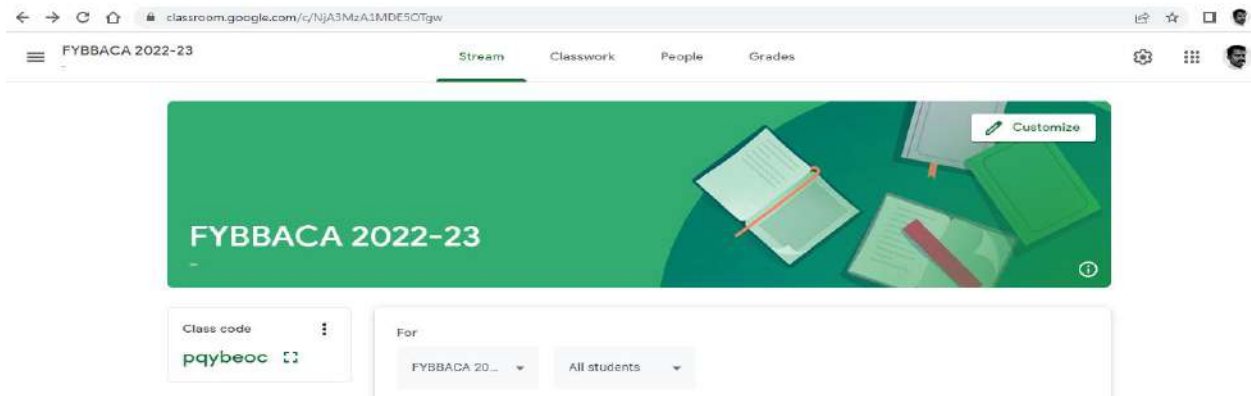 classroom.google.com/c/NjA3MzA1MDE5OTgw
FYBBACA 2022-23
Stream Classwork People Grades
Customize
FYBBACA 2022-23
Class code
pqybeoc
For
FYBBACA 20... All students